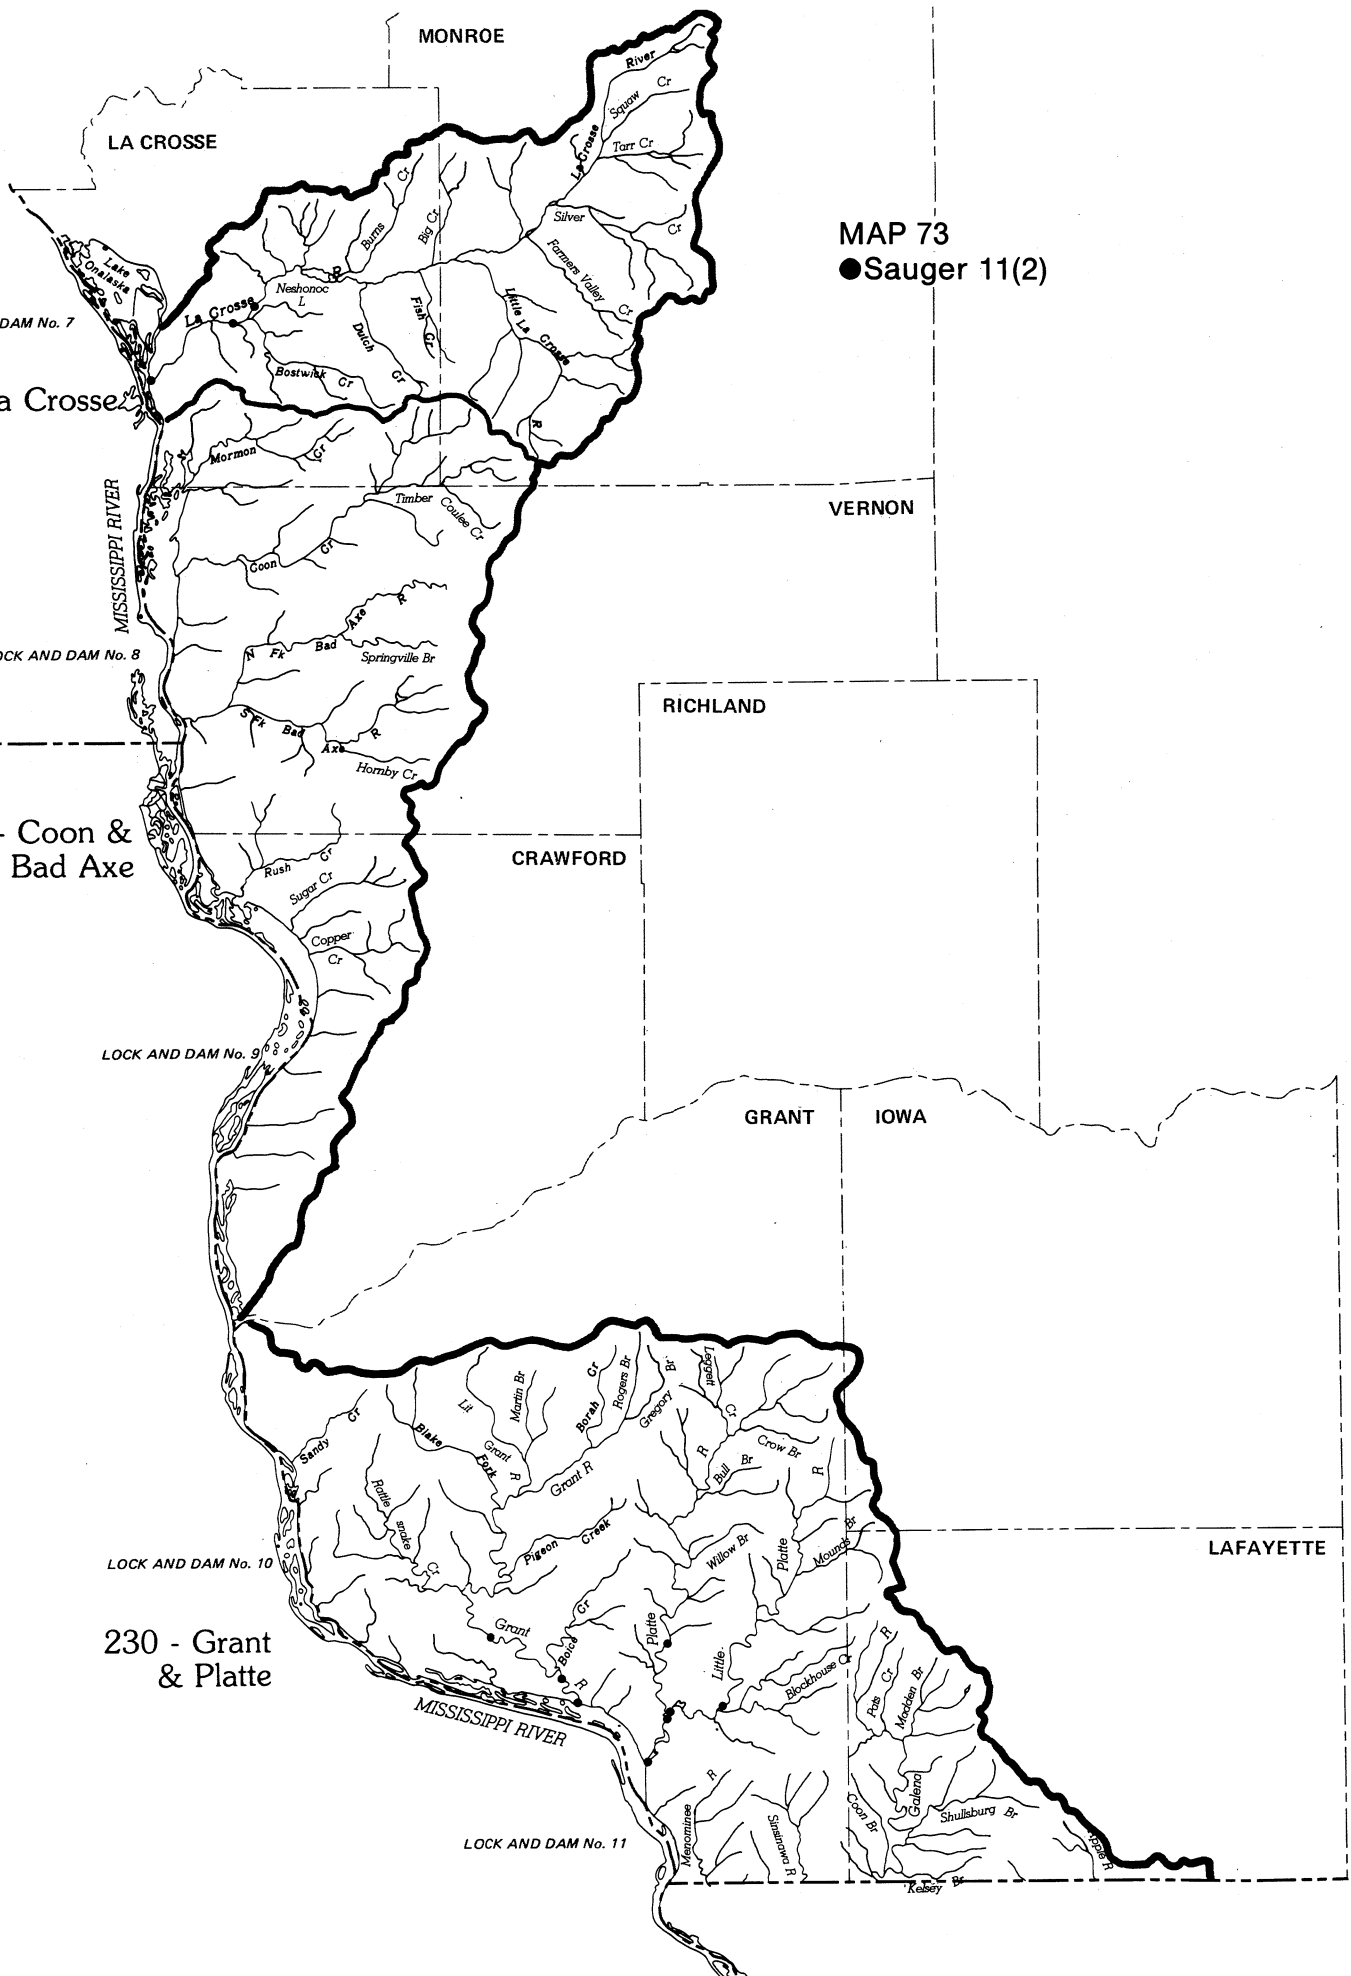 MONROE
River
Squaw Cr
LA CROSSE
La Crosse
Tarr Cr
Cr
Burns
Big Cr
Silver
Cr
MAP 73
●Sauger 11(2)
Lake
Onalaska
Farmers Valley
Cr
R
Neshonoc
L
La Crosse
DAM No. 7
Fish Cr
Dutch
Cr
Little La Crosse
R
Bostwick Cr
a Crosse
Mormon Cr
MISSISSIPPI RIVER
Timber
Coulee Cr
VERNON
Coon Cr
N Fk Bad Axe R
Springville Br
OCK AND DAM No. 8
RICHLAND
S Fk Bad Axe R
Hornby Cr
- Coon &
Bad Axe
CRAWFORD
Rush Cr
Sugar Cr
Copper
Cr
LOCK AND DAM No. 9
GRANT
IOWA
Sandy Cr
Blake
Fork
Lit
Grant
R
Martin Br
Borah Cr
Rogers Br
Gregory Br
Leggett
Cr
Grant R
R
Bull Br
Crow Br
R
Rattle
snake
Cr
Pigeon Creek
Willow Br
Platte
Mounds Br
LAFAYETTE
LOCK AND DAM No. 10
230 - Grant
& Platte
Grant
R
Boice
Cr
Platte
Little
Blockhouse Cr
R
Pats Cr
Madden Br
MISSISSIPPI RIVER
Menominee
R
Sinsinawa R
Coon Br
Galena
Shullsburg Br
Apple R
LOCK AND DAM No. 11
Kelsey Br